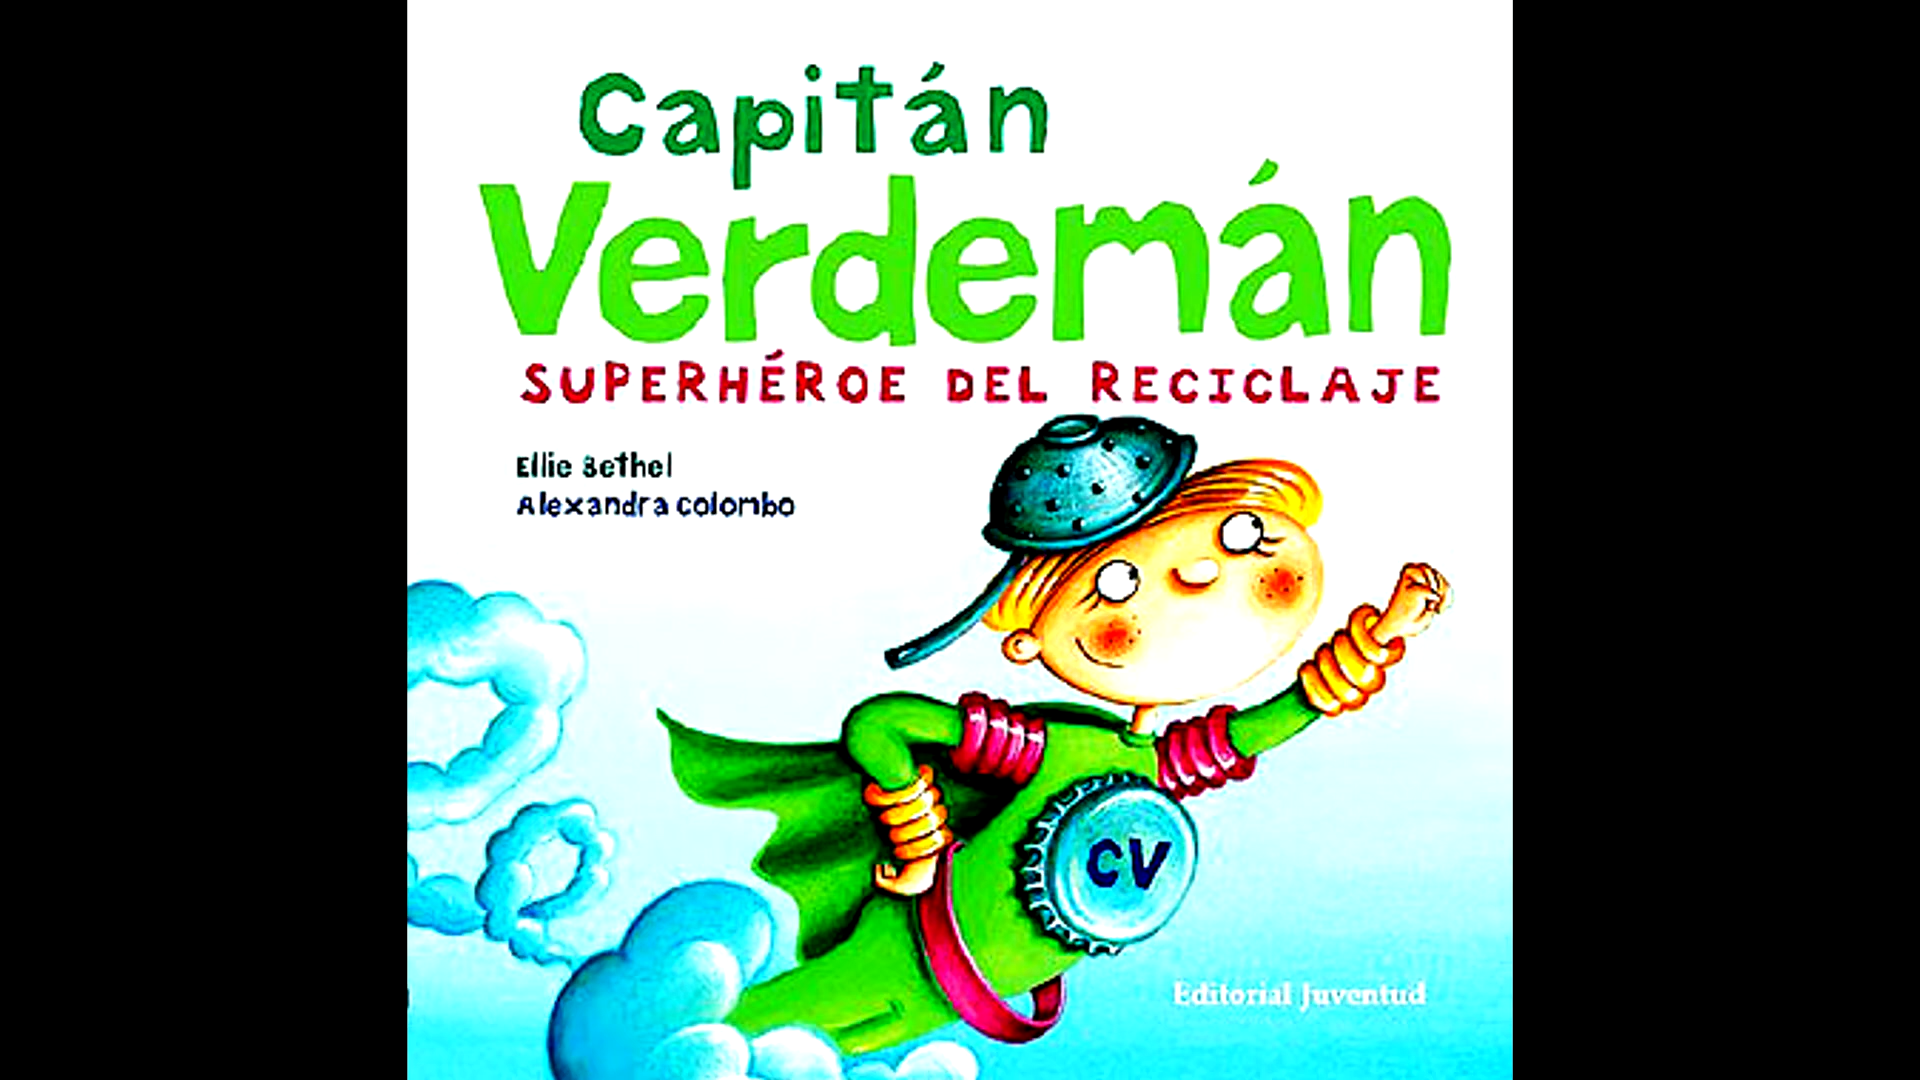 Capitán
Verdemán
SUPERHÉROE DEL RECICLAJE
Ellie Bethel
Alexandra Colombo
CV
Editorial Juventud